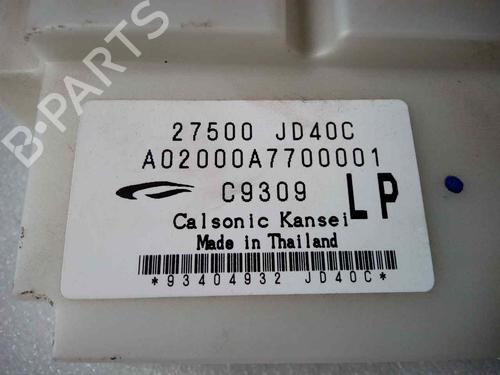 27500 JD40C
A02000A7700001
C9309
LP
Calsonic Kansei
Made in Thailand
*93404932 JD40C*
B-PARTS